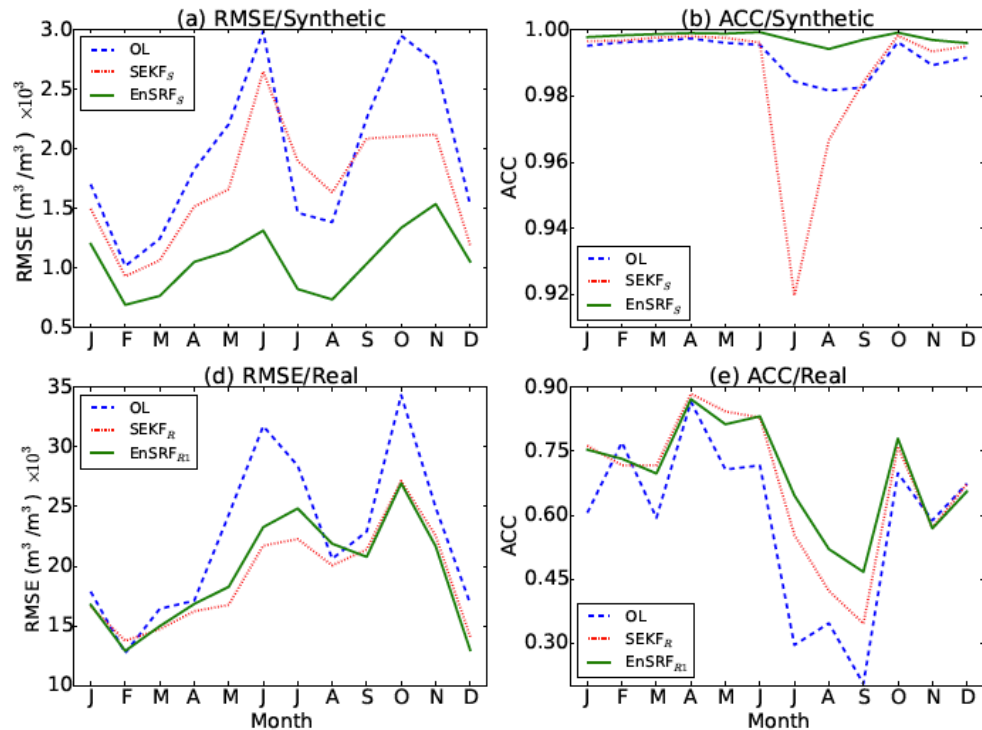 (a) RMSE/Synthetic
RMSE (m³/m³) ×10³
3.0
2.5
2.0
1.5
1.0
0.5
OL
SEKF_S
EnSRF_S
J F M A M J J A S O N D
(b) ACC/Synthetic
ACC
1.00
0.98
0.96
0.94
0.92
OL
SEKF_S
EnSRF_S
J F M A M J J A S O N D
(d) RMSE/Real
RMSE (m³/m³) ×10³
35
30
25
20
15
10
OL
SEKF_R
EnSRF_R1
J F M A M J J A S O N D
Month
(e) ACC/Real
ACC
0.90
0.75
0.60
0.45
0.30
OL
SEKF_R
EnSRF_R1
J F M A M J J A S O N D
Month